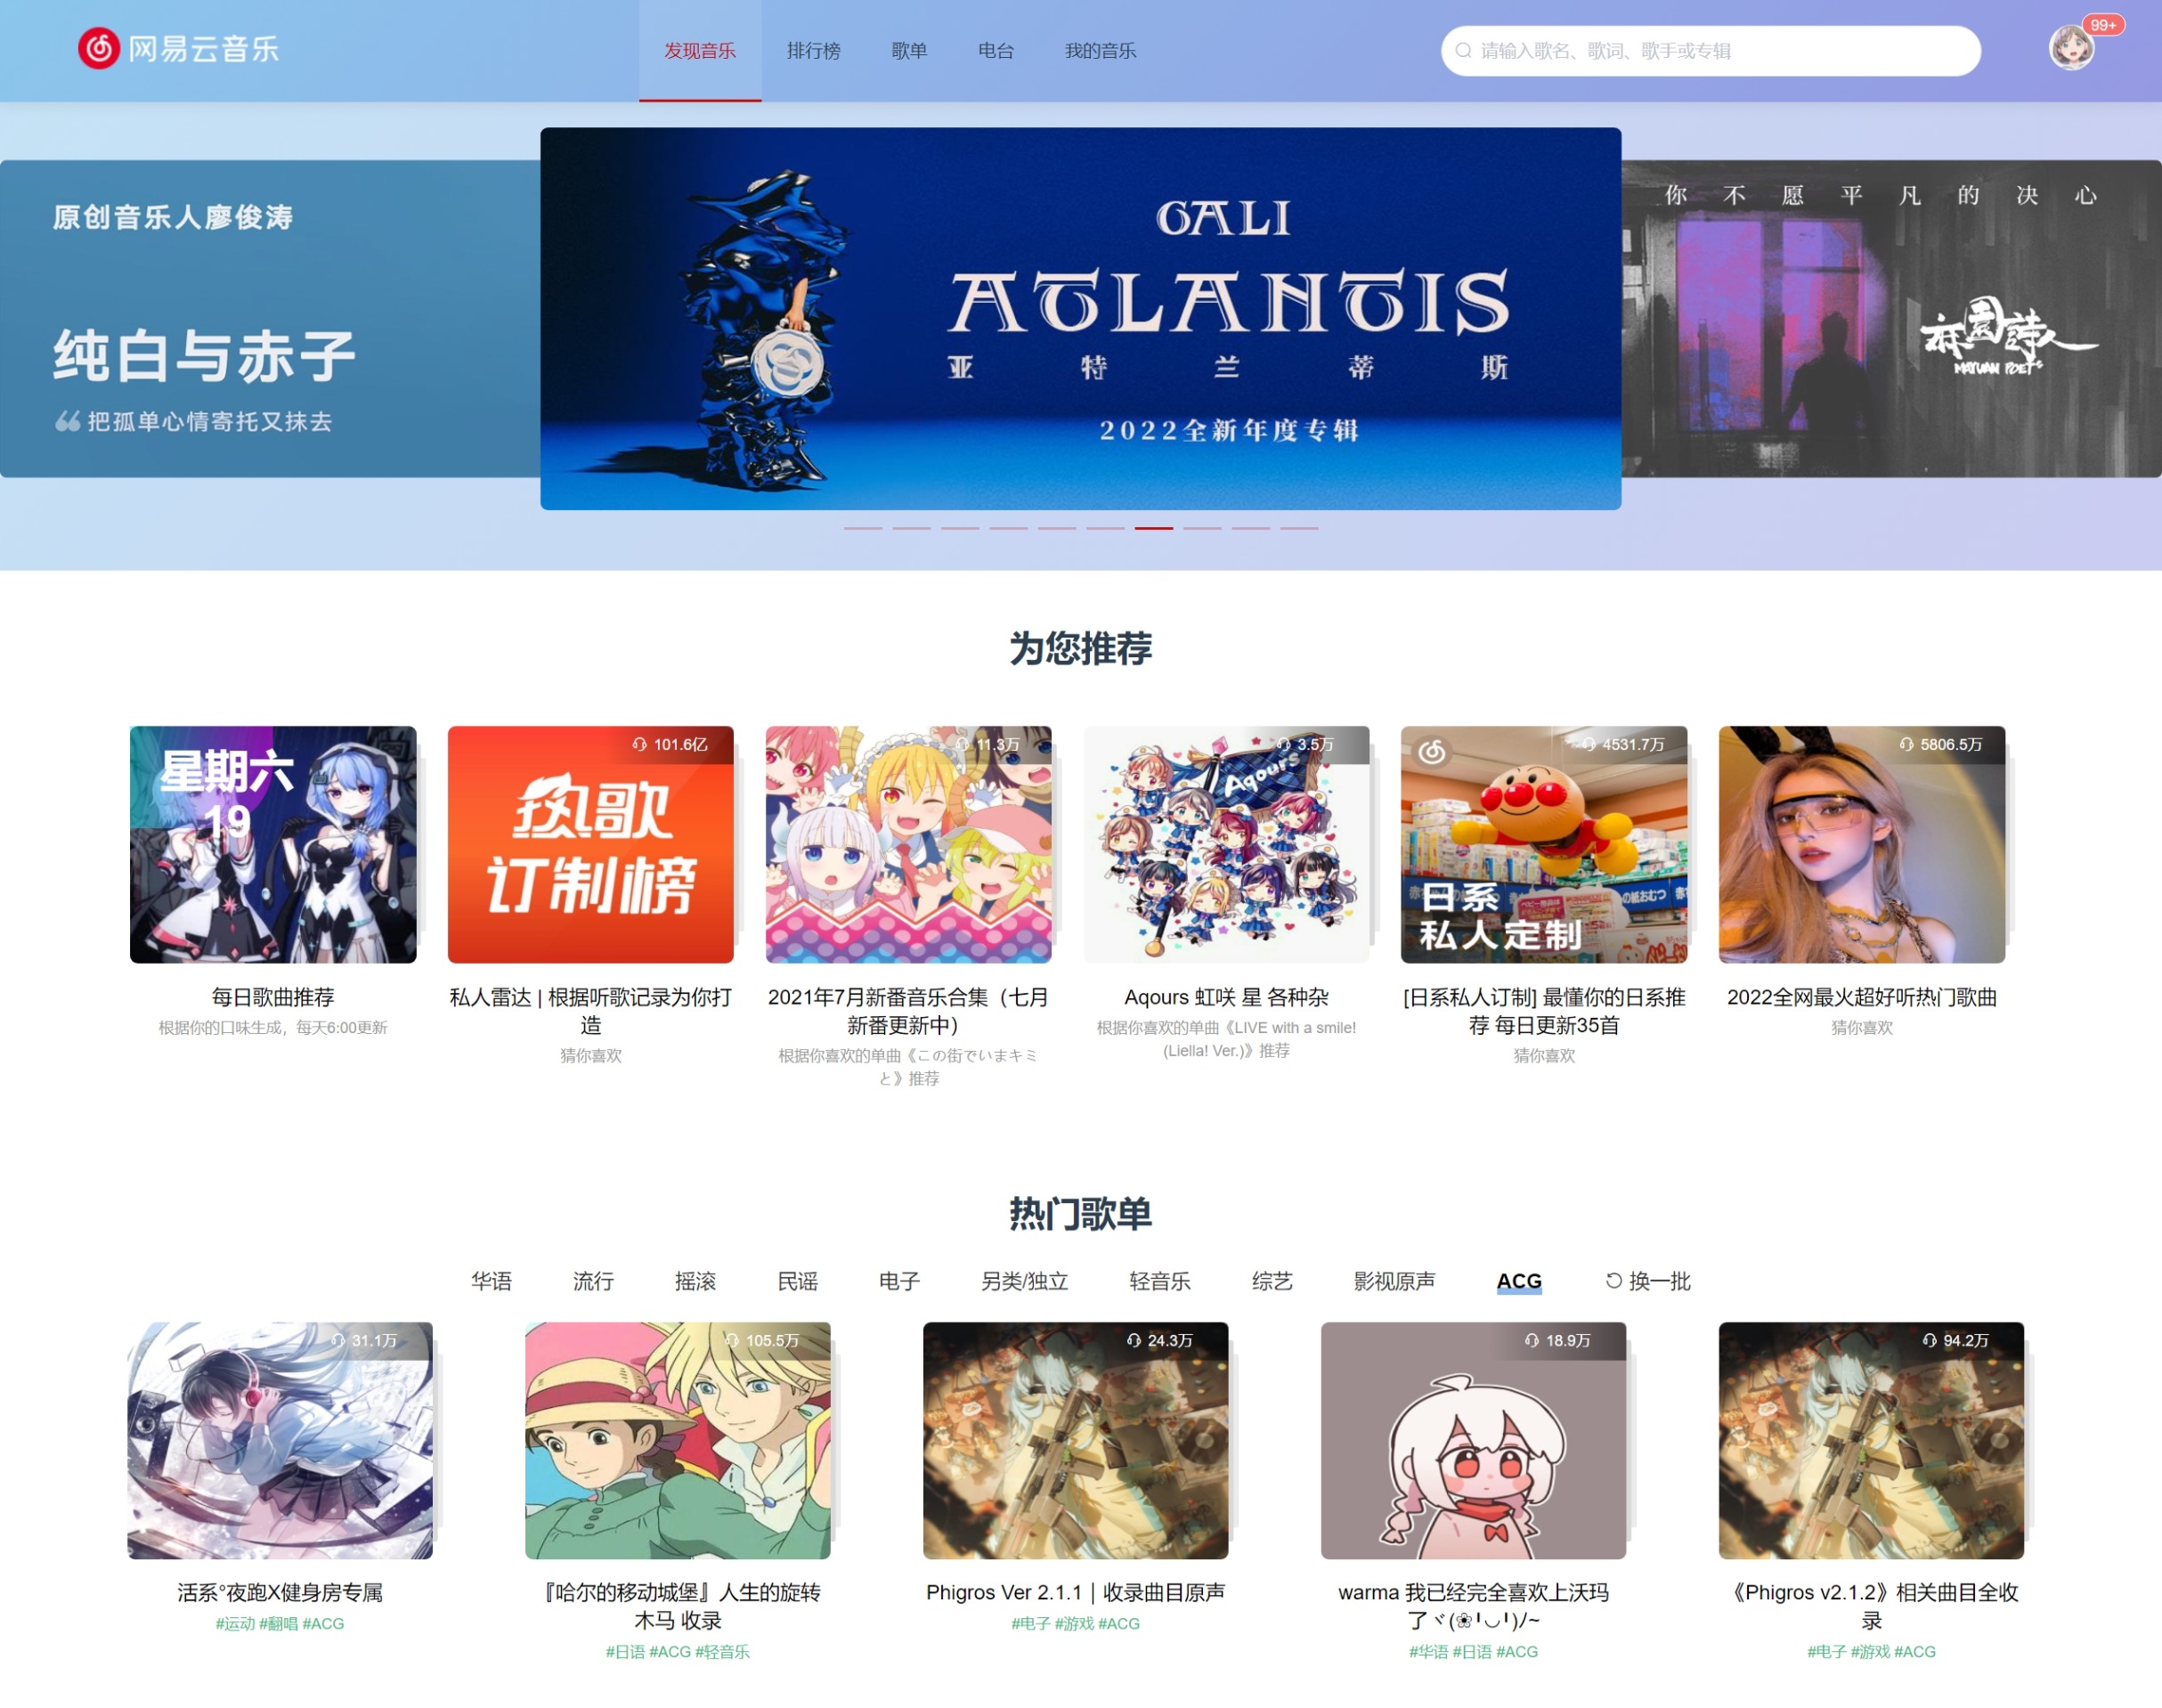 网易云音乐
发现音乐 排行榜 歌单 电台 我的音乐
请输入歌名、歌词、歌手或专辑
99+
原创音乐人廖俊涛
纯白与赤子
把孤单心情寄托又抹去
GALI
ATLANTIS
亚特兰蒂斯
2022全新年度专辑
你不愿平凡的决心
麻園詩人
MAYUAN POETS
为您推荐
星期六
19
每日歌曲推荐
根据你的口味生成，每天6:00更新
101.6亿
热歌
订制榜
私人雷达 | 根据听歌记录为你打
造
猜你喜欢
11.3万
2021年7月新番音乐合集（七月
新番更新中）
根据你喜欢的单曲《この街でいまキミ
と》推荐
3.5万
Aqours
Aqours 虹咲 星 各种杂
根据你喜欢的单曲《LIVE with a smile!
(Liella! Ver.)》推荐
4531.7万
日系
私人定制
[日系私人订制] 最懂你的日系推
荐 每日更新35首
猜你喜欢
5806.5万
2022全网最火超好听热门歌曲
猜你喜欢
热门歌单
华语 流行 摇滚 民谣 电子 另类/独立 轻音乐 综艺 影视原声 ACG 换一批
31.1万
活系°夜跑X健身房专属
#运动 #翻唱 #ACG
105.5万
『哈尔的移动城堡』人生的旋转
木马 收录
#日语 #ACG #轻音乐
24.3万
Phigros Ver 2.1.1｜收录曲目原声
#电子 #游戏 #ACG
18.9万
warma 我已经完全喜欢上沃玛
了ヾ(❀╹◡╹)ﾉ~
#华语 #日语 #ACG
94.2万
《Phigros v2.1.2》相关曲目全收
录
#电子 #游戏 #ACG